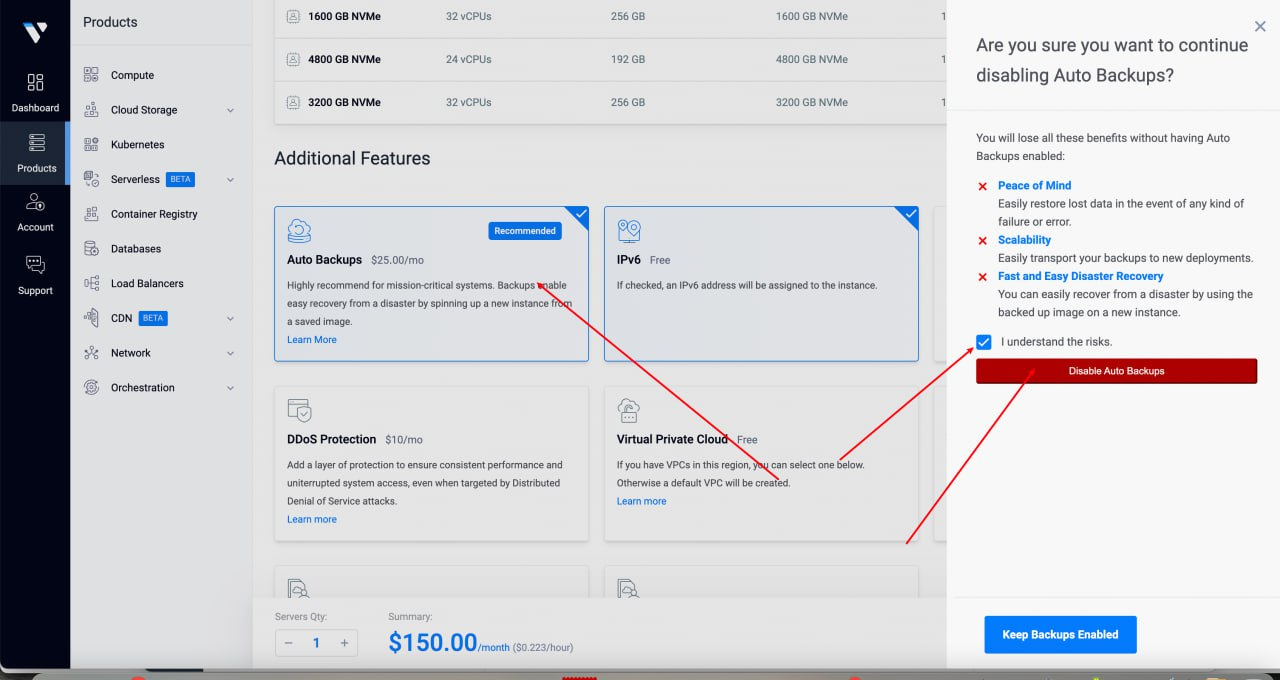 Products
Dashboard
Products
Account
Support
Compute
Cloud Storage
Kubernetes
Serverless BETA
Container Registry
Databases
Load Balancers
CDN BETA
Network
Orchestration
1600 GB NVMe 32 vCPUs 256 GB 1600 GB NVMe 1
4800 GB NVMe 24 vCPUs 192 GB 4800 GB NVMe
3200 GB NVMe 32 vCPUs 256 GB 3200 GB NVMe 1
Additional Features
Recommended
Auto Backups $25.00/mo
Highly recommend for mission-critical systems. Backups enable
easy recovery from a disaster by spinning up a new instance from
a saved image.
Learn More
IPv6 Free
If checked, an IPv6 address will be assigned to the instance.
DDoS Protection $10/mo
Add a layer of protection to ensure consistent performance and
uniterrupted system access, even when targeted by Distributed
Denial of Service attacks.
Learn more
Virtual Private Cloud Free
If you have VPCs in this region, you can select one below.
Otherwise a default VPC will be created.
Learn more
Servers Qty:
− 1 +
Summary:
$150.00/month ($0.223/hour)
Are you sure you want to continue
disabling Auto Backups?
You will lose all these benefits without having Auto
Backups enabled:
Peace of Mind
Easily restore lost data in the event of any kind of
failure or error.
Scalability
Easily transport your backups to new deployments.
Fast and Easy Disaster Recovery
You can easily recover from a disaster by using the
backed up image on a new instance.
I understand the risks.
Disable Auto Backups
Keep Backups Enabled